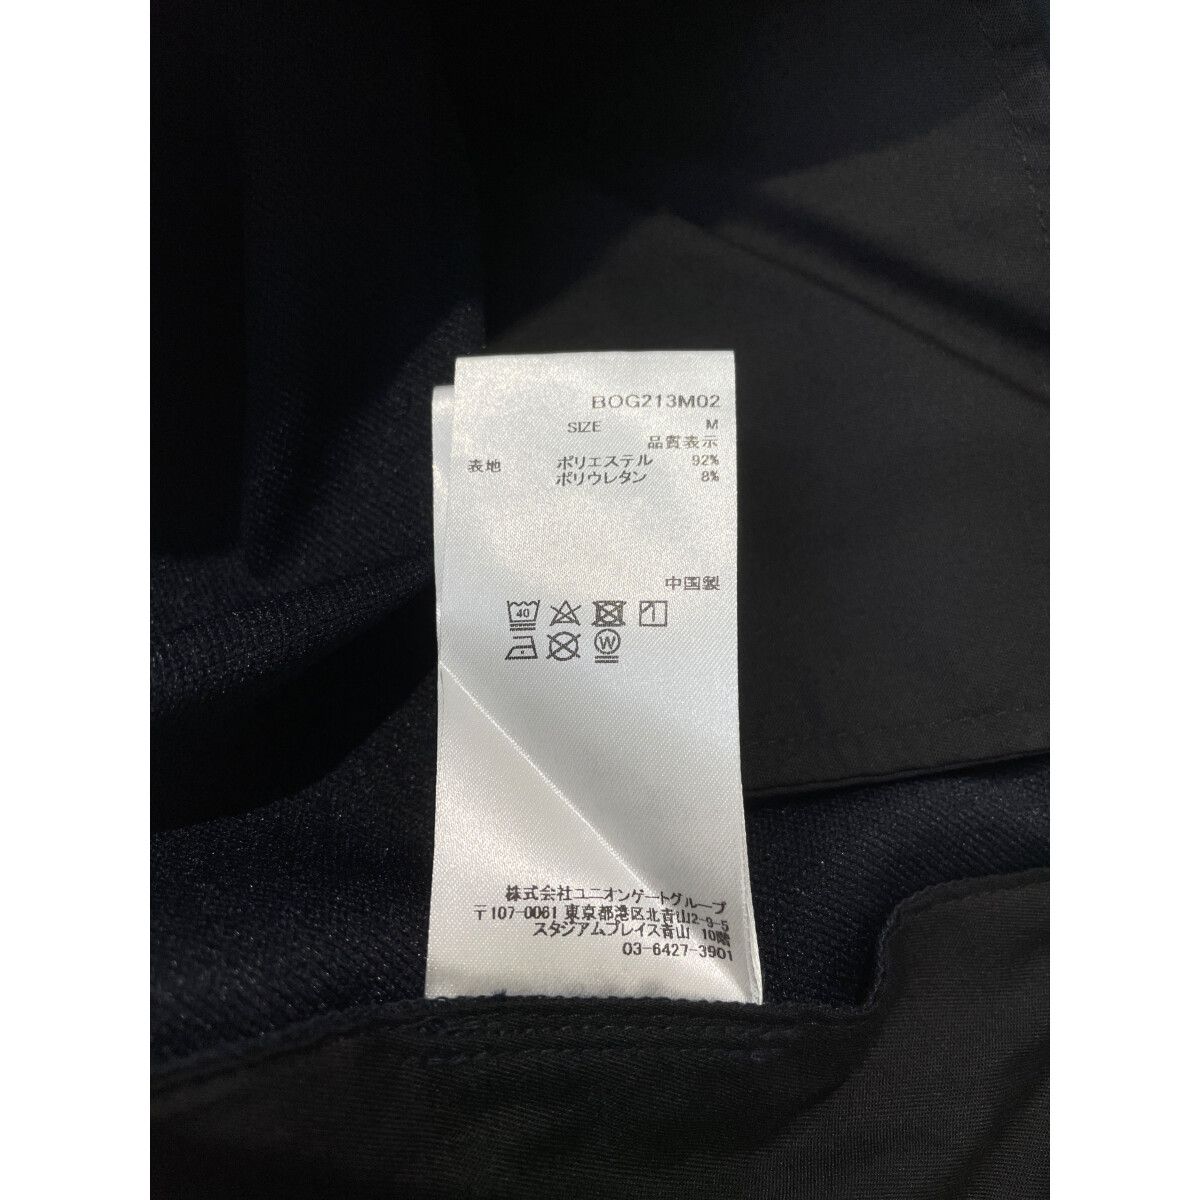 BOG213M02
SIZE M
品質表示
表地 ポリエステル 92%
ポリウレタン 8%
中国製
40
W
株式会社ユニオンゲートグループ
〒107-0061 東京都港区北青山2-9-5
スタジアムプレイス青山 10階
03-6427-3901